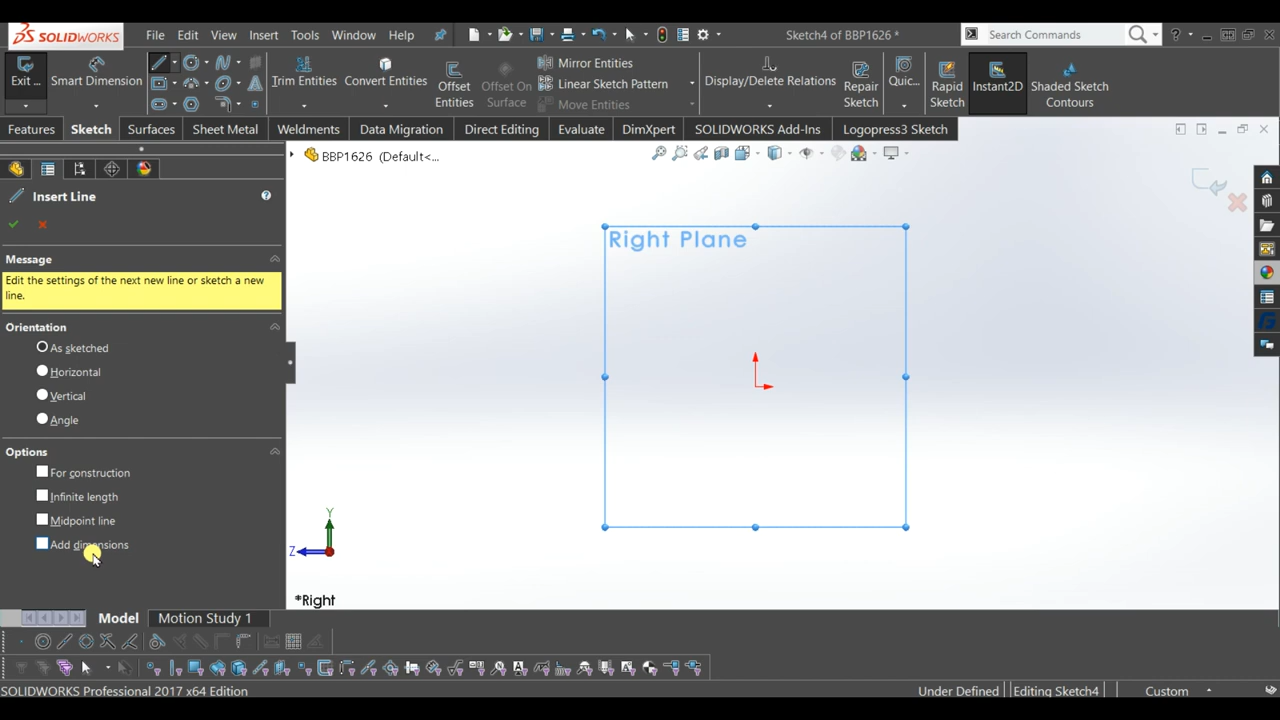 SOLIDWORKS File Edit View Insert Tools Window Help Sketch4 of BBP1626 * Search Commands ?
Exit ... Smart Dimension Trim Entities Convert Entities Offset Entities Offset On Surface Mirror Entities Linear Sketch Pattern Move Entities Display/Delete Relations Repair Sketch Quic... Rapid Sketch Instant2D Shaded Sketch Contours
Features Sketch Surfaces Sheet Metal Weldments Data Migration Direct Editing Evaluate DimXpert SOLIDWORKS Add-Ins Logopress3 Sketch
BBP1626 (Default<...
Insert Line ?
Message
Edit the settings of the next new line or sketch a new
line.
Orientation
As sketched
Horizontal
Vertical
Angle
Options
For construction
Infinite length
Midpoint line
Add dimensions
Right Plane
Y
Z
*Right
Model Motion Study 1
SOLIDWORKS Professional 2017 x64 Edition Under Defined Editing Sketch4 Custom